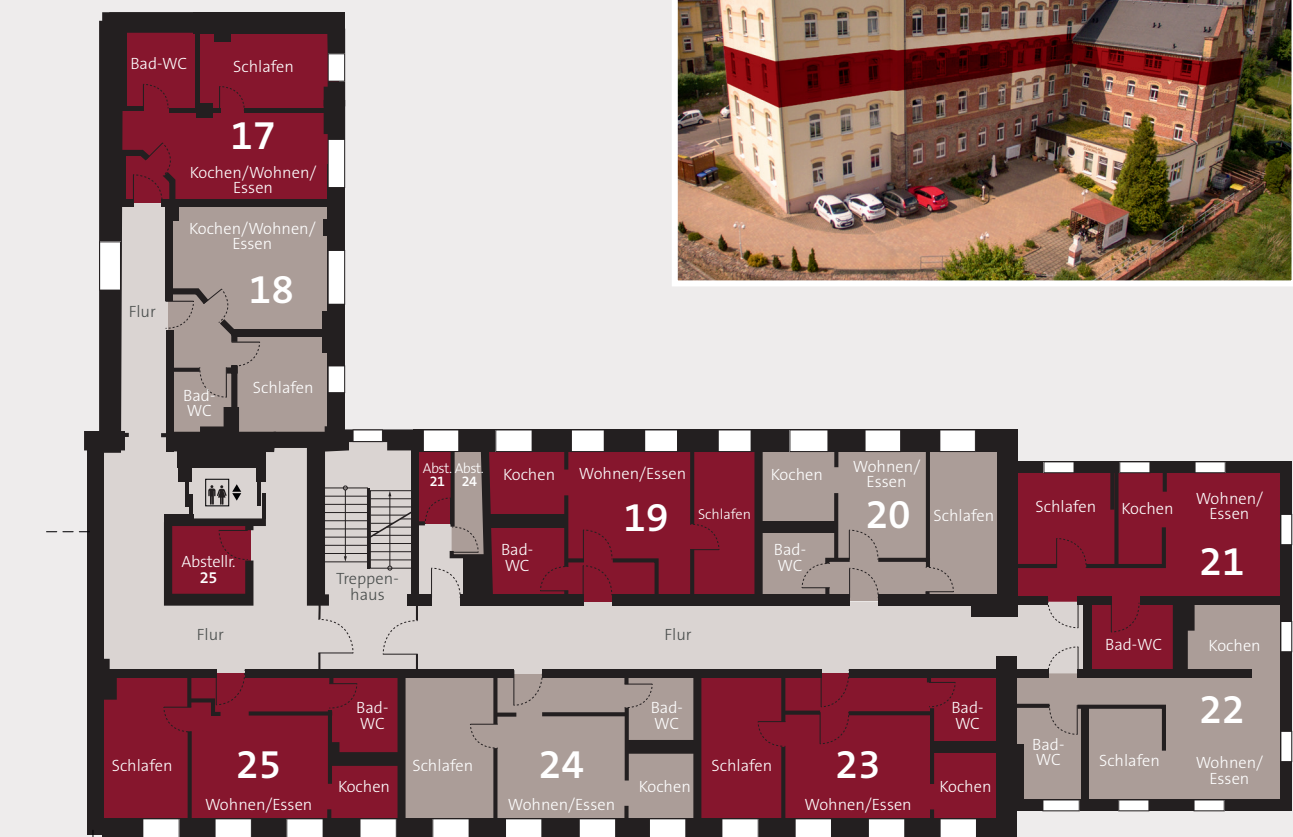 Bad-WC
Schlafen
17
Kochen/Wohnen/
Essen
Kochen/Wohnen/
Essen
18
Flur
Bad-
WC
Schlafen
Abstellr.
25
Treppen-
haus
Flur
Abst.
21
Abst.
24
Kochen
Wohnen/Essen
19
Schlafen
Bad-
WC
Kochen
Wohnen/
Essen
20
Schlafen
Bad-
WC
Flur
Schlafen
Kochen
Wohnen/
Essen
21
Bad-WC
Kochen
22
Bad-
WC
Schlafen
Wohnen/
Essen
Schlafen
25
Wohnen/Essen
Bad-
WC
Kochen
Schlafen
24
Wohnen/Essen
Bad-
WC
Kochen
Schlafen
23
Wohnen/Essen
Bad-
WC
Kochen